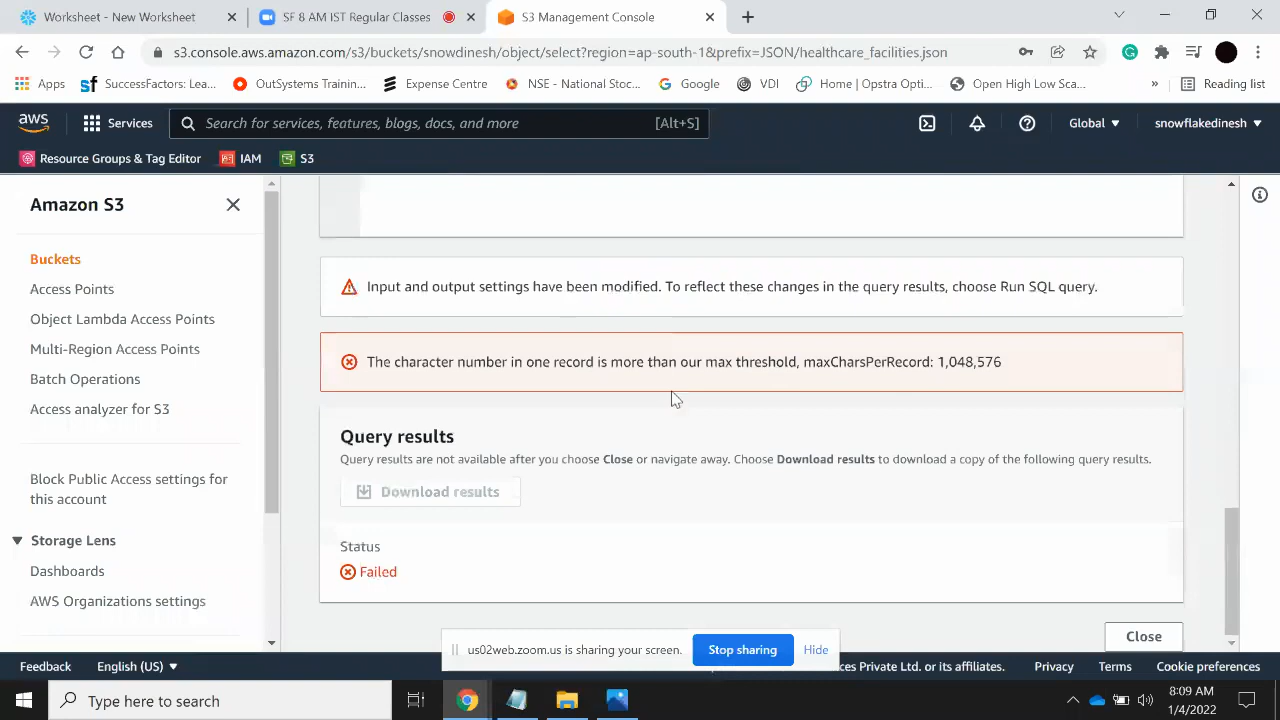 Worksheet - New Worksheet
SF 8 AM IST Regular Classes
S3 Management Console
s3.console.aws.amazon.com/s3/buckets/snowdinesh/object/select?region=ap-south-1&prefix=JSON/healthcare_facilities.json
Apps
sf SuccessFactors: Lea...
OutSystems Training...
Expense Centre
NSE - National Stoc...
Google
VDI
Home | Opstra Opti...
Open High Low Sca...
»
Reading list
aws
Services
Search for services, features, blogs, docs, and more
[Alt+S]
Global
snowflakedinesh
Resource Groups & Tag Editor
IAM
S3
Amazon S3
Buckets
Access Points
Object Lambda Access Points
Multi-Region Access Points
Batch Operations
Access analyzer for S3
Block Public Access settings for
this account
Storage Lens
Dashboards
AWS Organizations settings
Input and output settings have been modified. To reflect these changes in the query results, choose Run SQL query.
The character number in one record is more than our max threshold, maxCharsPerRecord: 1,048,576
Query results
Query results are not available after you choose Close or navigate away. Choose Download results to download a copy of the following query results.
Download results
Status
Failed
Close
us02web.zoom.us is sharing your screen.
Stop sharing
Hide
Feedback
English (US)
ces Private Ltd. or its affiliates.
Privacy
Terms
Cookie preferences
Type here to search
8:09 AM
1/4/2022